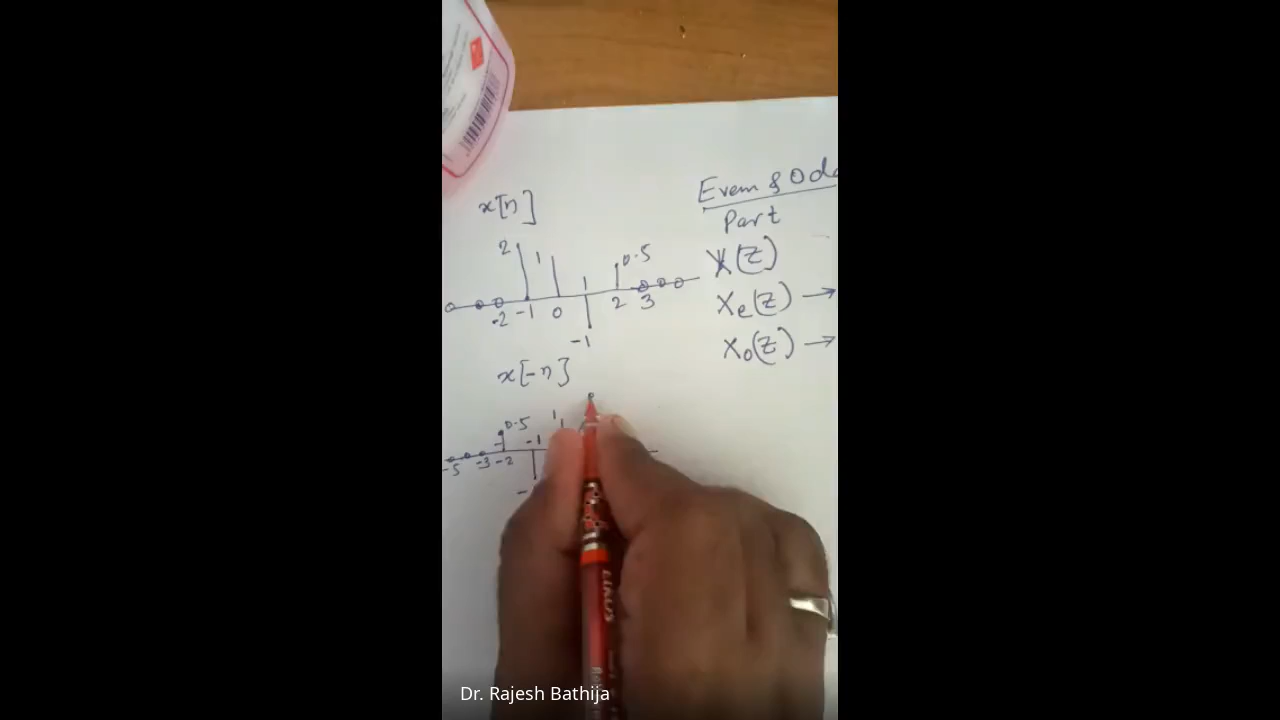 Even & Odd
Part
x[n]
2 1 1 0.5
-2 -1 0 2 3
-1
X(z)
Xe(z) →
Xo(z) →
x[-n]
0.5 -1 1
-5 -3 -2
Dr. Rajesh Bathija